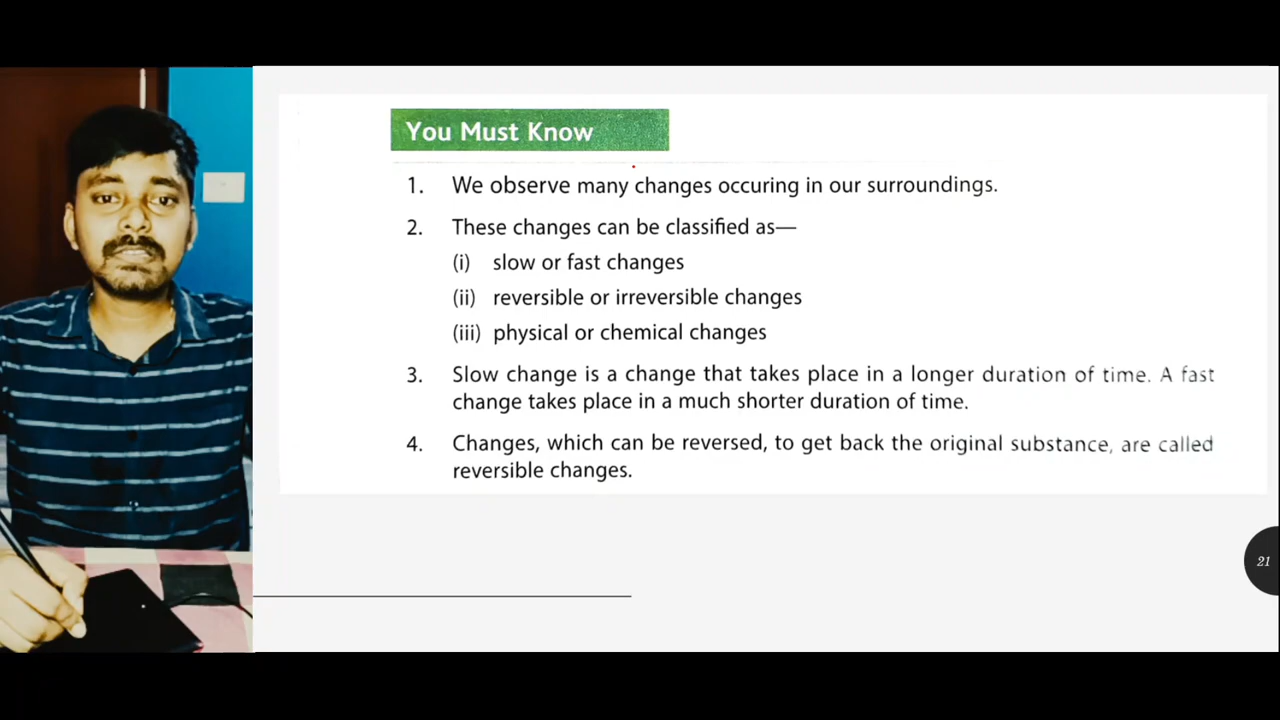 You Must Know
1. We observe many changes occuring in our surroundings.
2. These changes can be classified as—
(i) slow or fast changes
(ii) reversible or irreversible changes
(iii) physical or chemical changes
3. Slow change is a change that takes place in a longer duration of time. A fast
change takes place in a much shorter duration of time.
4. Changes, which can be reversed, to get back the original substance, are called
reversible changes.
21